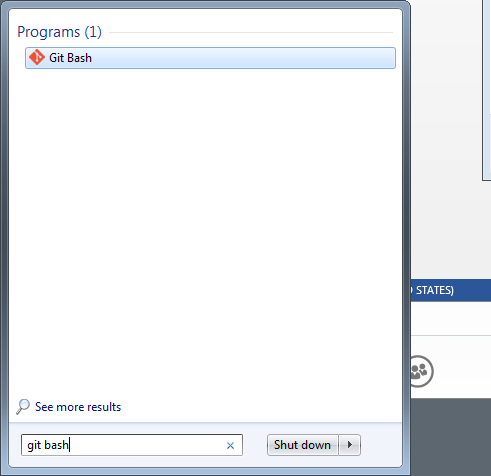 Programs (1)
Git Bash
STATES)
See more results
git bash
Shut down